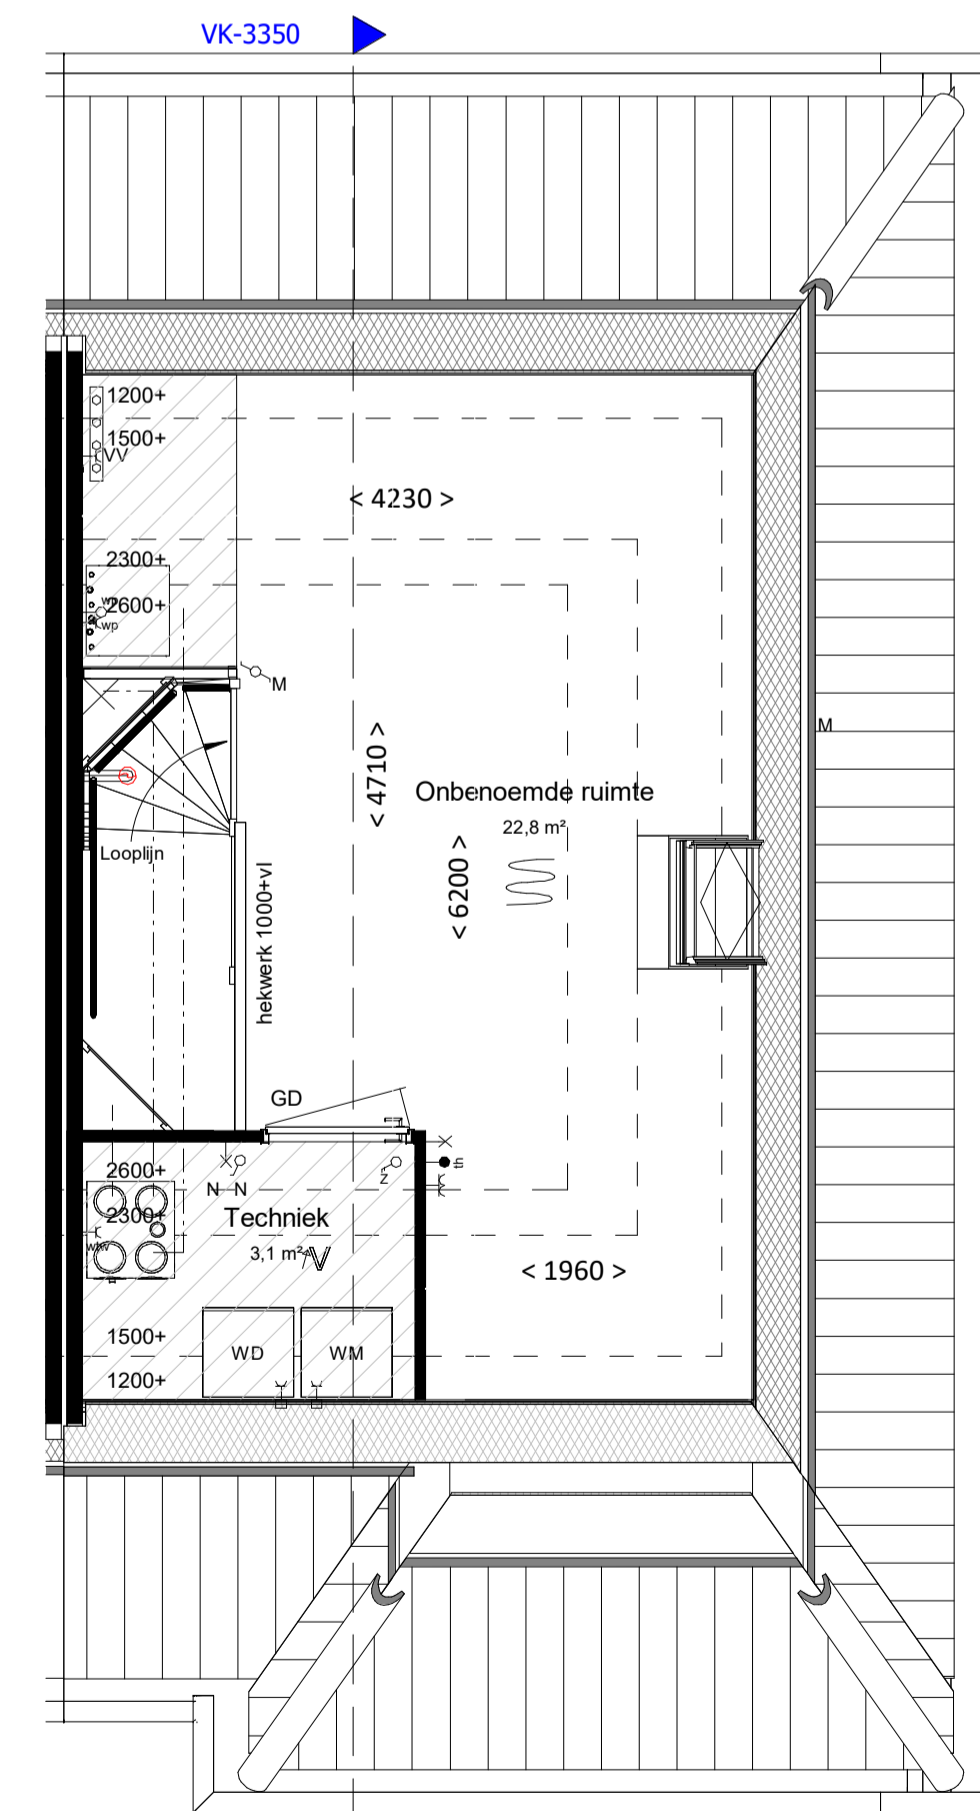 VK-3350
1200+
1500+
VV
< 4230 >
2300+
2600+
wp
wp
M
M
< 4710 >
Onbenoemde ruimte
22,8 m²
< 6200 >
Looplijn
hekwerk 1000+vl
GD
2600+
N N
z
th
2300+
Techniek
wtw
3,1 m²
V
< 1960 >
1500+
WD
WM
1200+